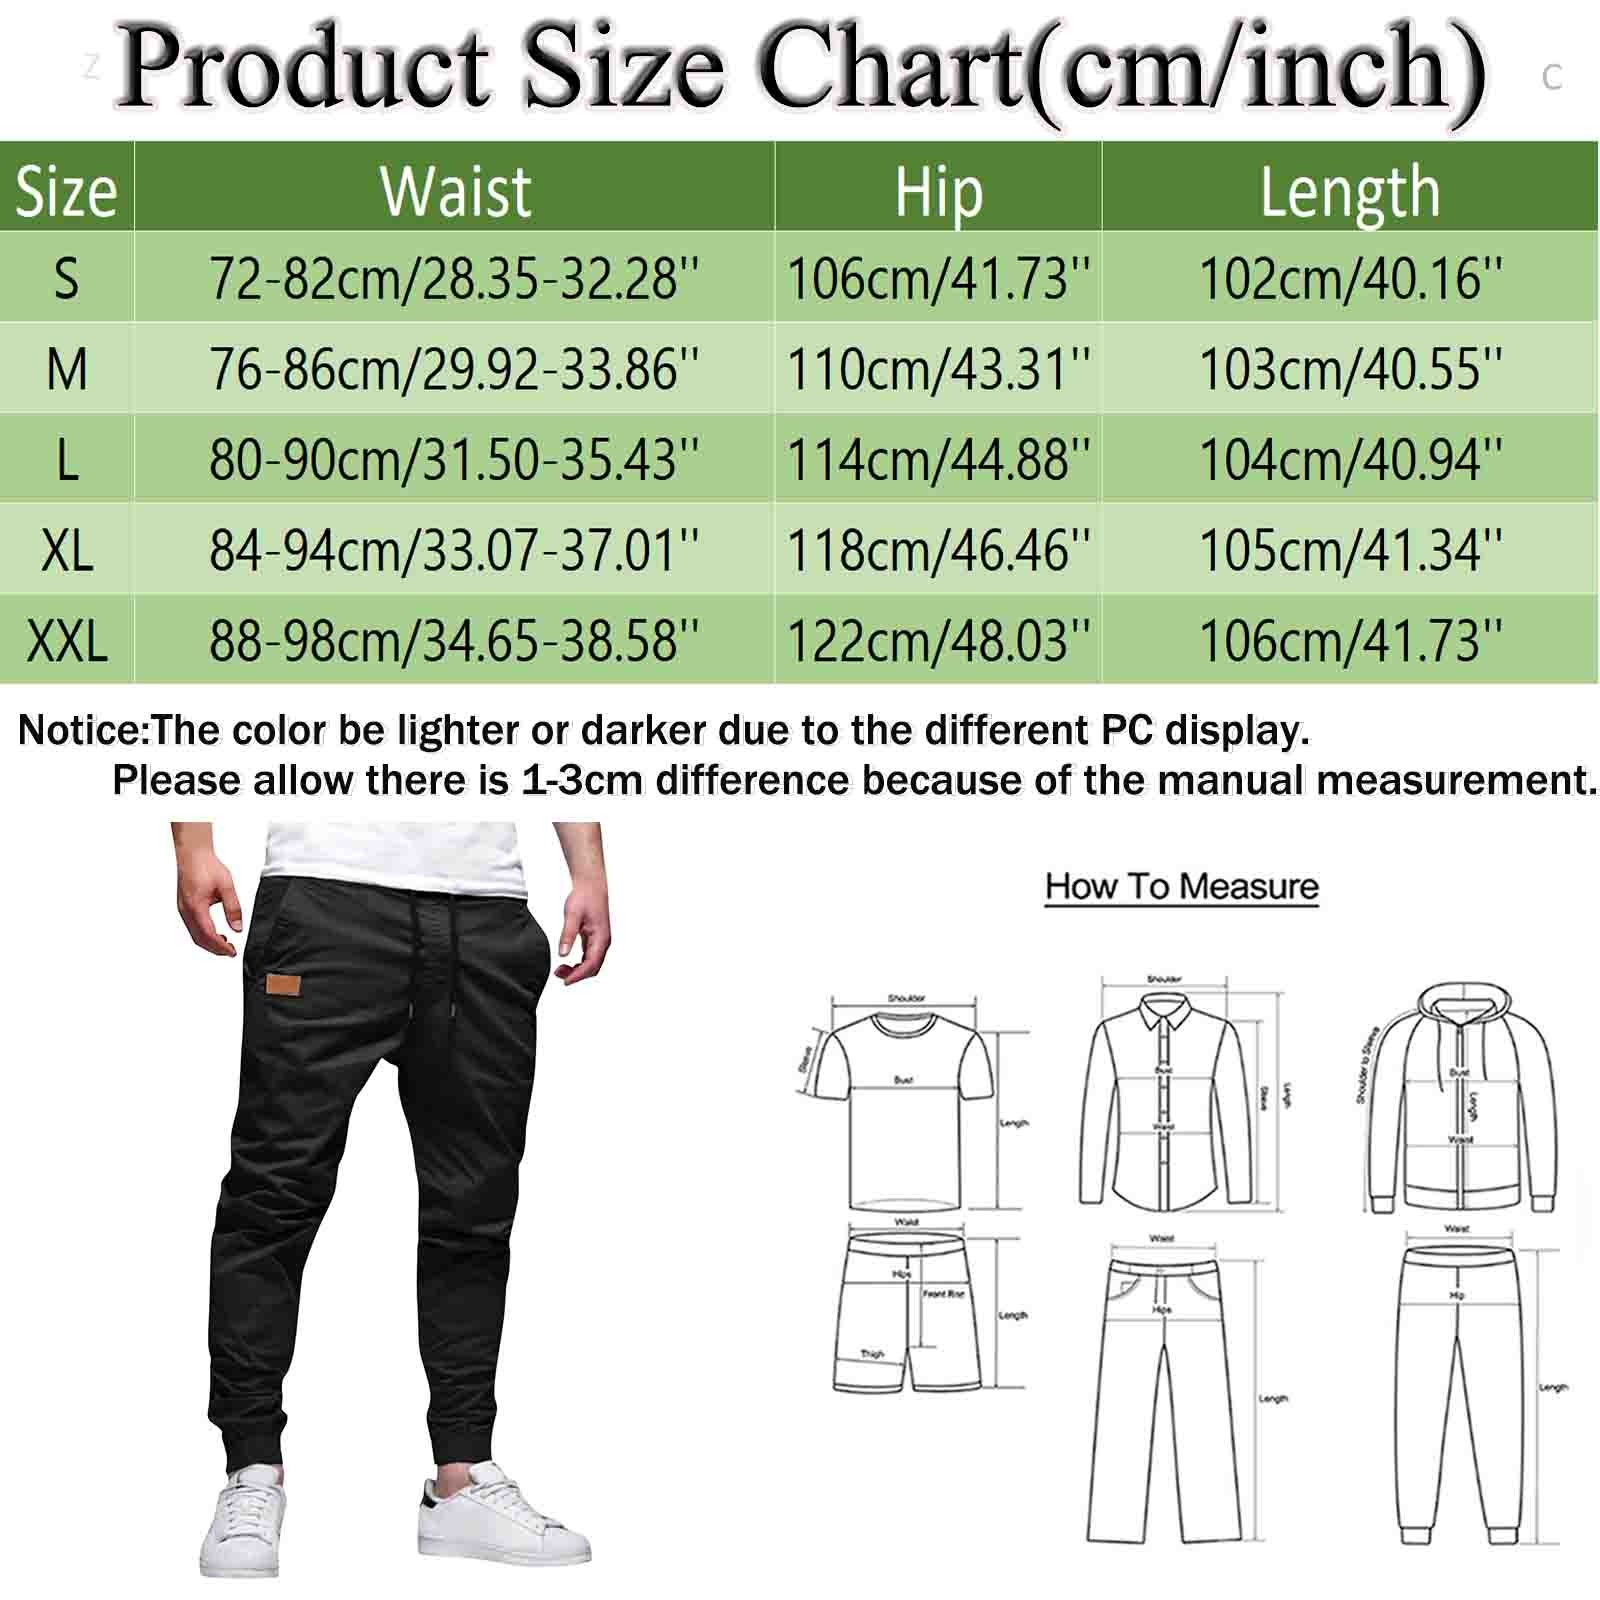 Z Product Size Chart(cm/inch) C
Size Waist Hip Length
S 72-82cm/28.35-32.28'' 106cm/41.73'' 102cm/40.16''
M 76-86cm/29.92-33.86'' 110cm/43.31'' 103cm/40.55''
L 80-90cm/31.50-35.43'' 114cm/44.88'' 104cm/40.94''
XL 84-94cm/33.07-37.01'' 118cm/46.46'' 105cm/41.34''
XXL 88-98cm/34.65-38.58'' 122cm/48.03'' 106cm/41.73''
Notice:The color be lighter or darker due to the different PC display.
Please allow there is 1-3cm difference because of the manual measurement.
How To Measure
Shoulder
Sleeve
Bust
Length
Shoulder
Bust
Waist
Sleeve
Length
Shoulder to Sleeve
Bust
Length
Waist
Waist
Hips
Front Rise
Thigh
Length
Waist
Hips
Length
Waist
Hip
Length